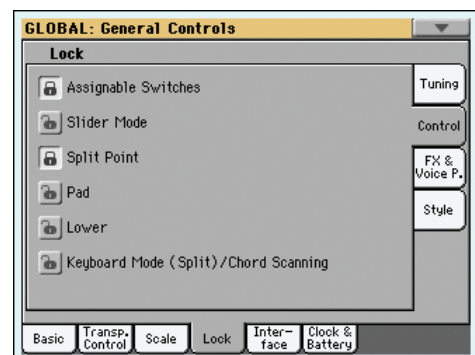 GLOBAL: General Controls
Lock
Assignable Switches
Slider Mode
Split Point
Pad
Lower
Keyboard Mode (Split)/Chord Scanning
Tuning
Control
FX &
Voice P.
Style
Basic
Transp.
Control
Scale
Lock
Inter-
face
Clock &
Battery